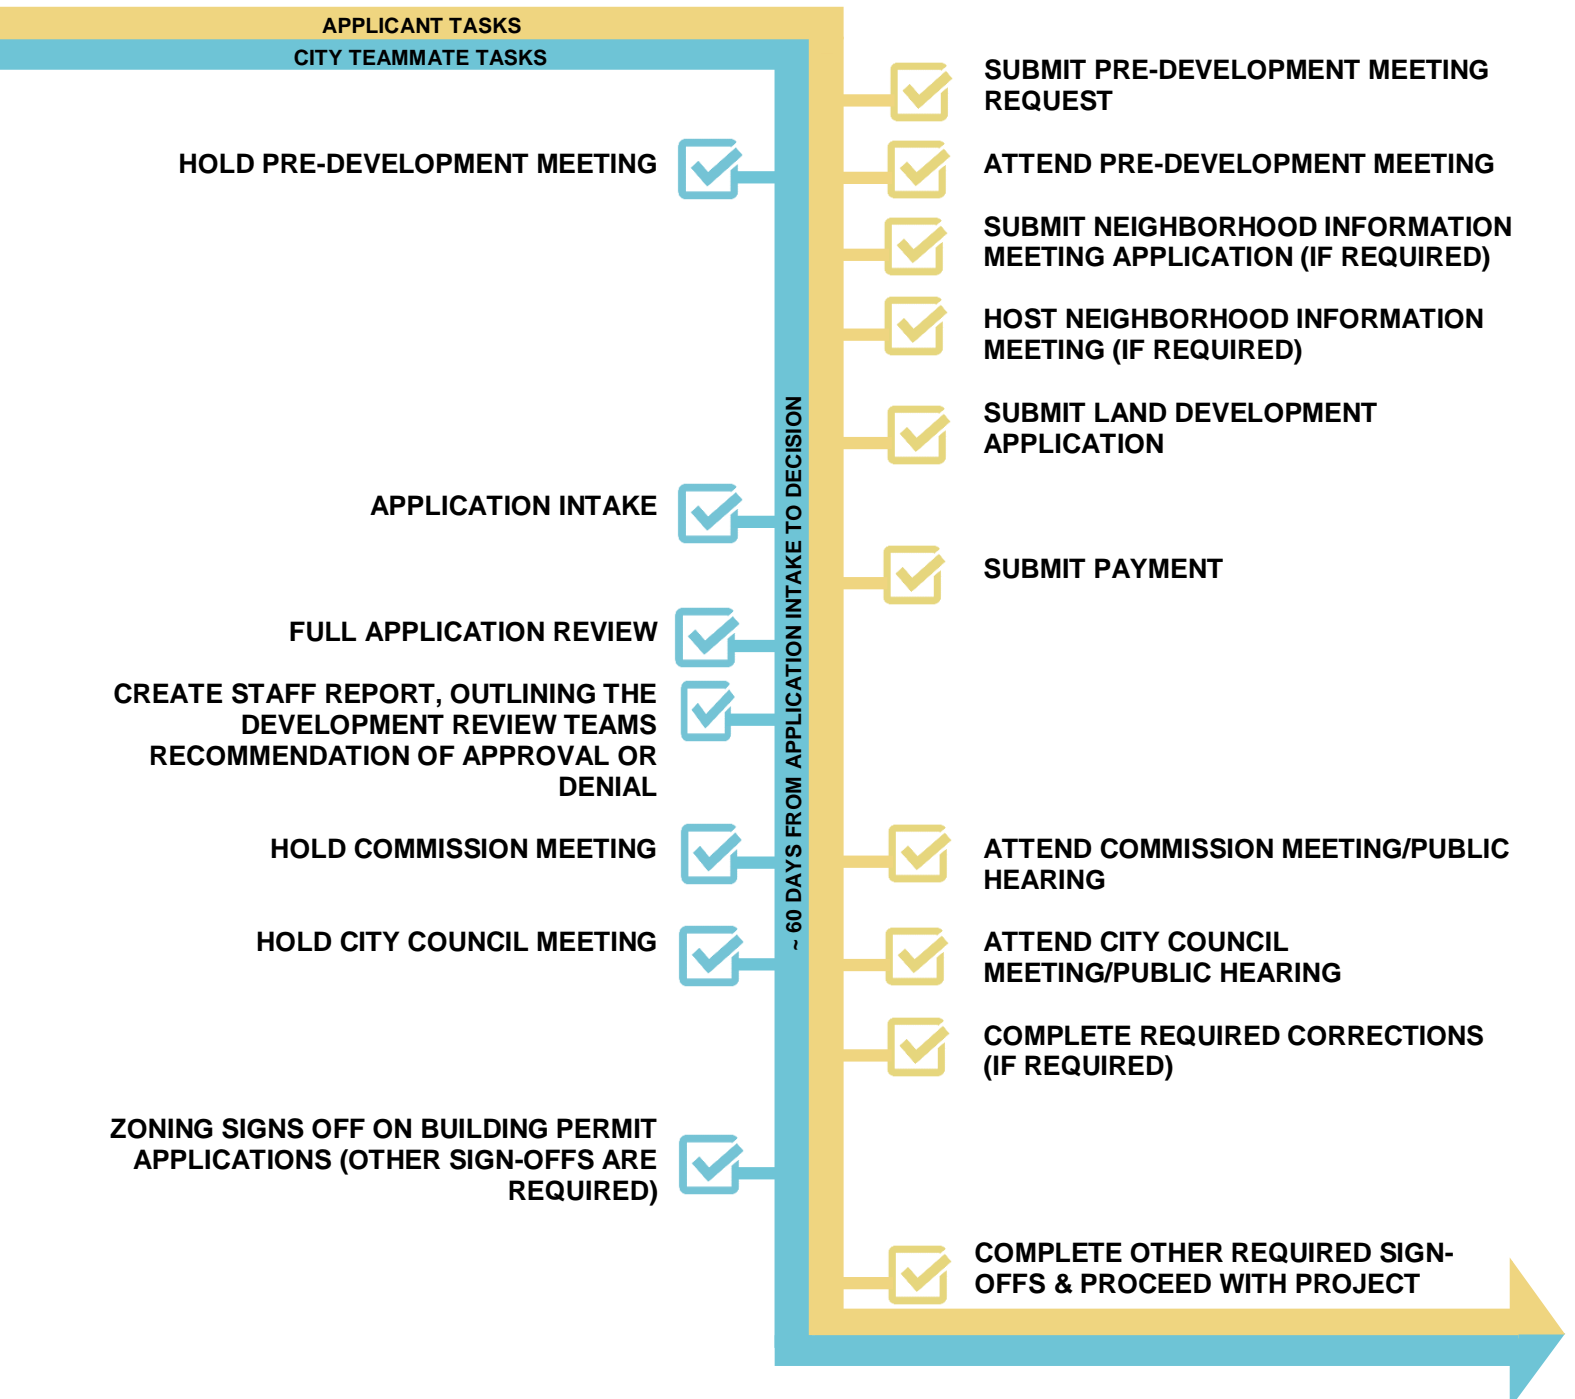 APPLICANT TASKS
CITY TEAMMATE TASKS
SUBMIT PRE-DEVELOPMENT MEETING
REQUEST
HOLD PRE-DEVELOPMENT MEETING
ATTEND PRE-DEVELOPMENT MEETING
SUBMIT NEIGHBORHOOD INFORMATION
MEETING APPLICATION (IF REQUIRED)
HOST NEIGHBORHOOD INFORMATION
MEETING (IF REQUIRED)
SUBMIT LAND DEVELOPMENT
APPLICATION
~ 60 DAYS FROM APPLICATION INTAKE TO DECISION
APPLICATION INTAKE
SUBMIT PAYMENT
FULL APPLICATION REVIEW
CREATE STAFF REPORT, OUTLINING THE
DEVELOPMENT REVIEW TEAMS
RECOMMENDATION OF APPROVAL OR
DENIAL
HOLD COMMISSION MEETING
ATTEND COMMISSION MEETING/PUBLIC
HEARING
HOLD CITY COUNCIL MEETING
ATTEND CITY COUNCIL
MEETING/PUBLIC HEARING
COMPLETE REQUIRED CORRECTIONS
(IF REQUIRED)
ZONING SIGNS OFF ON BUILDING PERMIT
APPLICATIONS (OTHER SIGN-OFFS ARE
REQUIRED)
COMPLETE OTHER REQUIRED SIGN-
OFFS & PROCEED WITH PROJECT